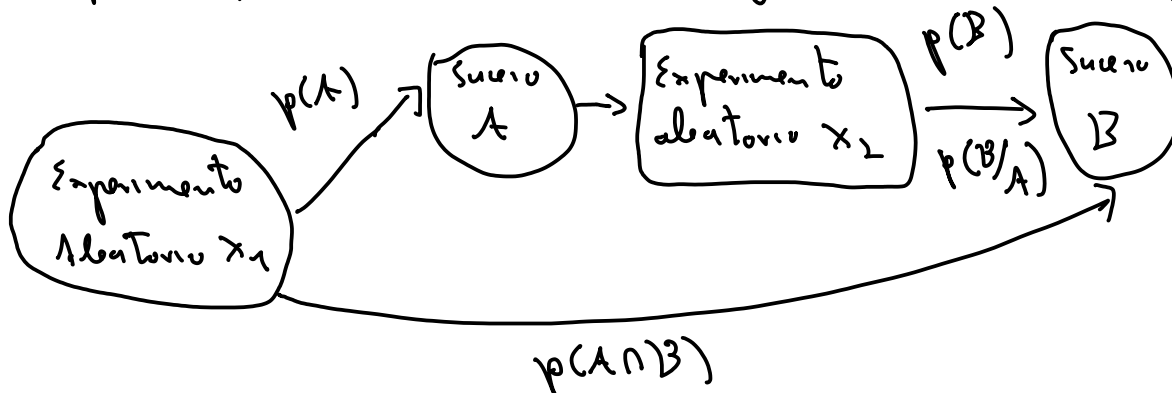 p(A)
Suceso
A
Experimento
aleatorio X₂
p(B)
p(B/A)
Suceso
B
Experimento
Aleatorio X₁
p(A∩B)